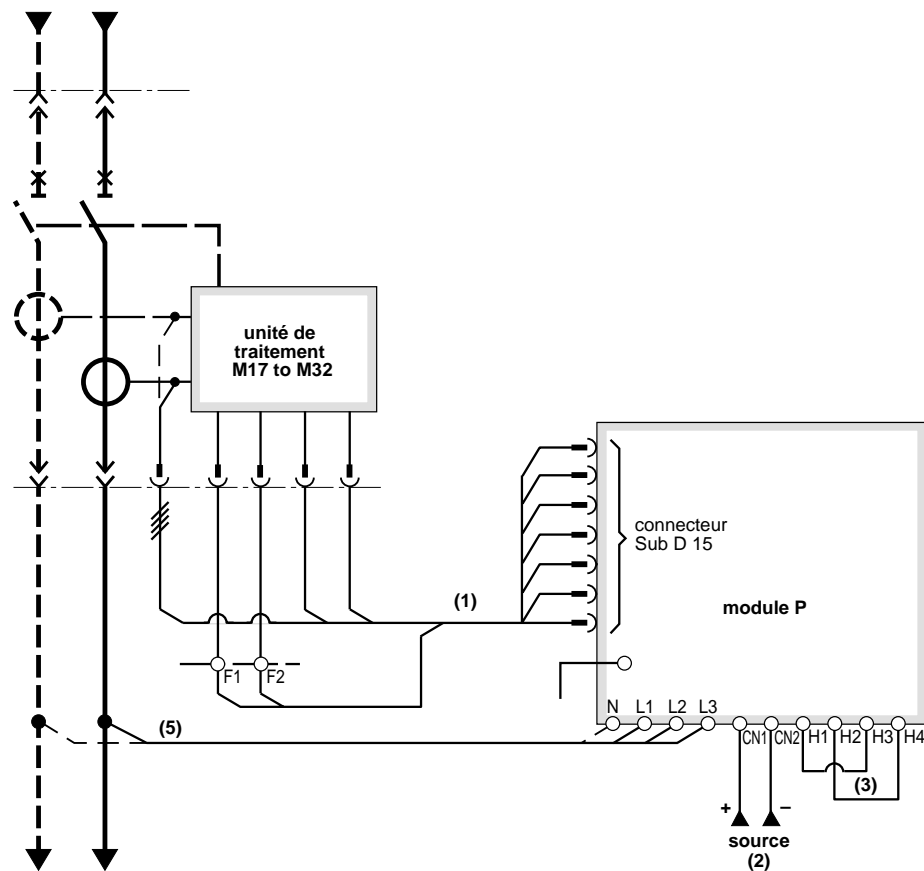 unité de
traitement
M17 to M32
connecteur
Sub D 15
module P
(1)
F1
F2
(5)
N
L1
L2
L3
CN1
CN2
H1
H2
H3
H4
(3)
+
–
source
(2)